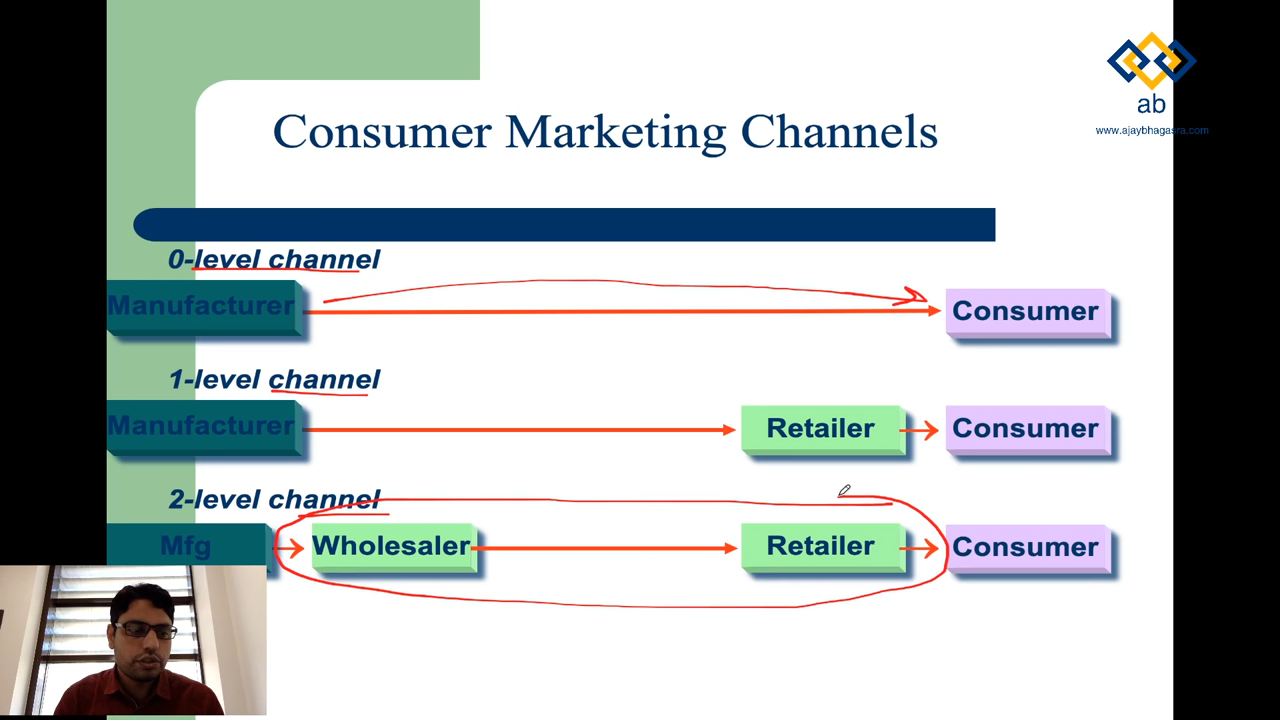 ab
www.ajaybhagasra.com
Consumer Marketing Channels
0-level channel
Manufacturer
Consumer
1-level channel
Manufacturer
Retailer
Consumer
2-level channel
Mfg
Wholesaler
Retailer
Consumer